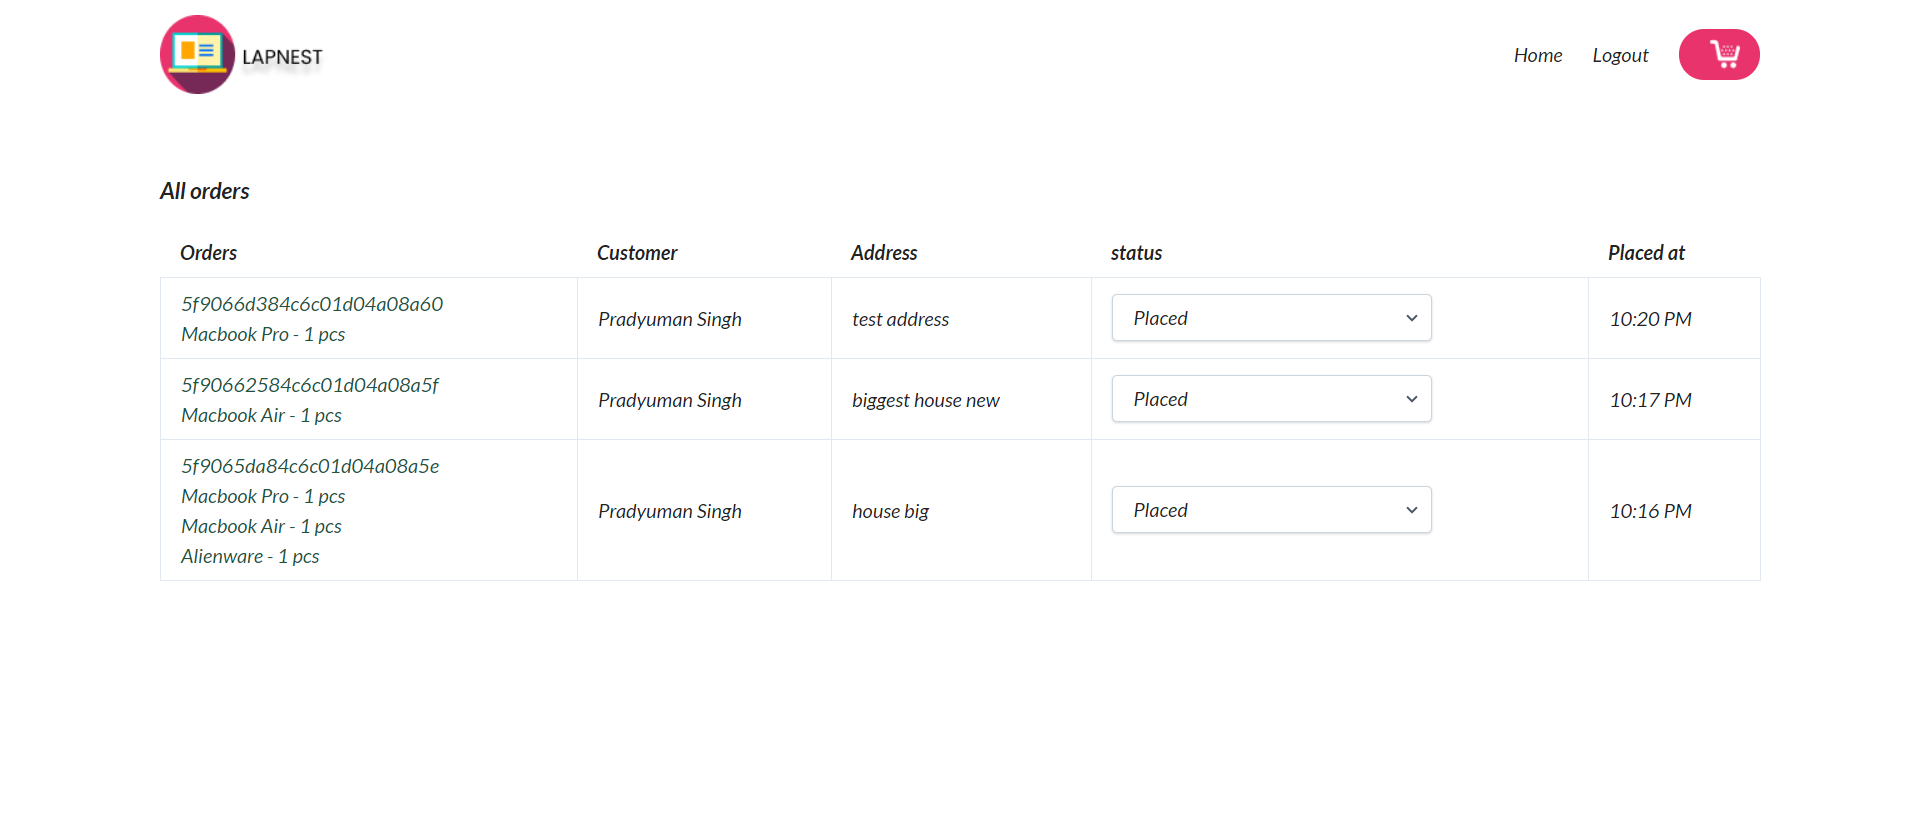 LAPNEST
Home Logout
All orders
Orders Customer Address status Placed at
5f9066d384c6c01d04a08a60
Macbook Pro - 1 pcs
Pradyuman Singh
test address
Placed
10:20 PM
5f90662584c6c01d04a08a5f
Macbook Air - 1 pcs
Pradyuman Singh
biggest house new
Placed
10:17 PM
5f9065da84c6c01d04a08a5e
Macbook Pro - 1 pcs
Macbook Air - 1 pcs
Alienware - 1 pcs
Pradyuman Singh
house big
Placed
10:16 PM